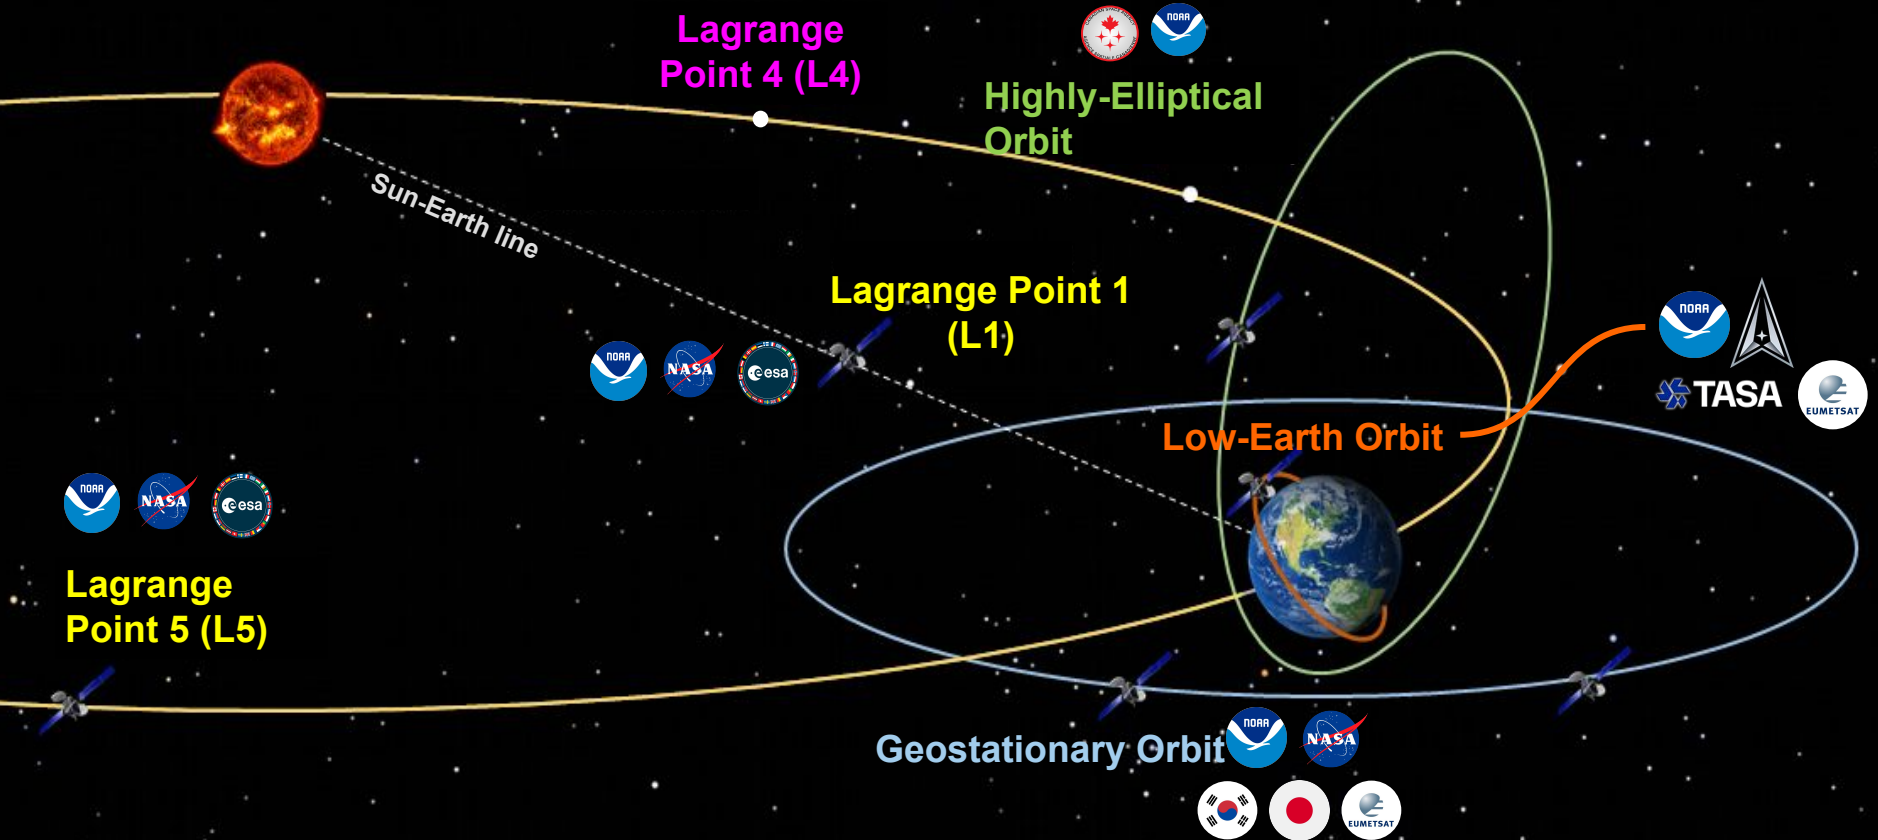 Lagrange
Point 4 (L4)
NOAA
Highly-Elliptical
Orbit
Sun-Earth line
Lagrange Point 1
(L1)
NOAA
NASA
esa
NOAA
TASA
EUMETSAT
Low-Earth Orbit
NOAA
NASA
esa
Lagrange
Point 5 (L5)
Geostationary Orbit
NOAA
NASA
EUMETSAT